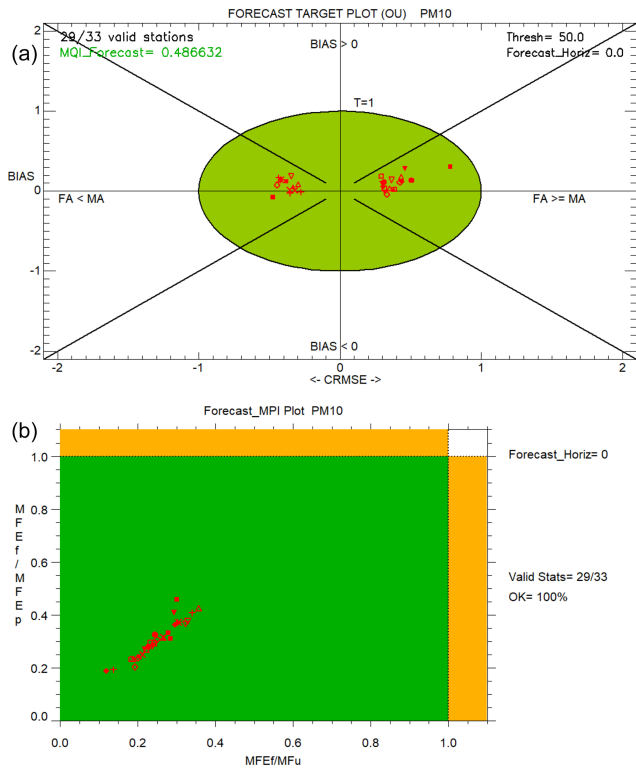 FORECAST TARGET PLOT (OU) PM10
(a)
29/33 valid stations
MQI_Forecast= 0.486632
BIAS > 0
Thresh= 50.0
Forecast_Horiz= 0.0
2
1
T=1
BIAS
0
FA < MA
FA >= MA
-1
BIAS < 0
-2
-2 -1 0 1 2
<- CRMSE ->
(b)
Forecast_MPI Plot PM10
1.0
Forecast_Horiz= 0
0.8
MFEf/MFEp
0.6
Valid Stats= 29/33
OK= 100%
0.4
0.2
0.0
0.0 0.2 0.4 0.6 0.8 1.0
MFEf/MFu